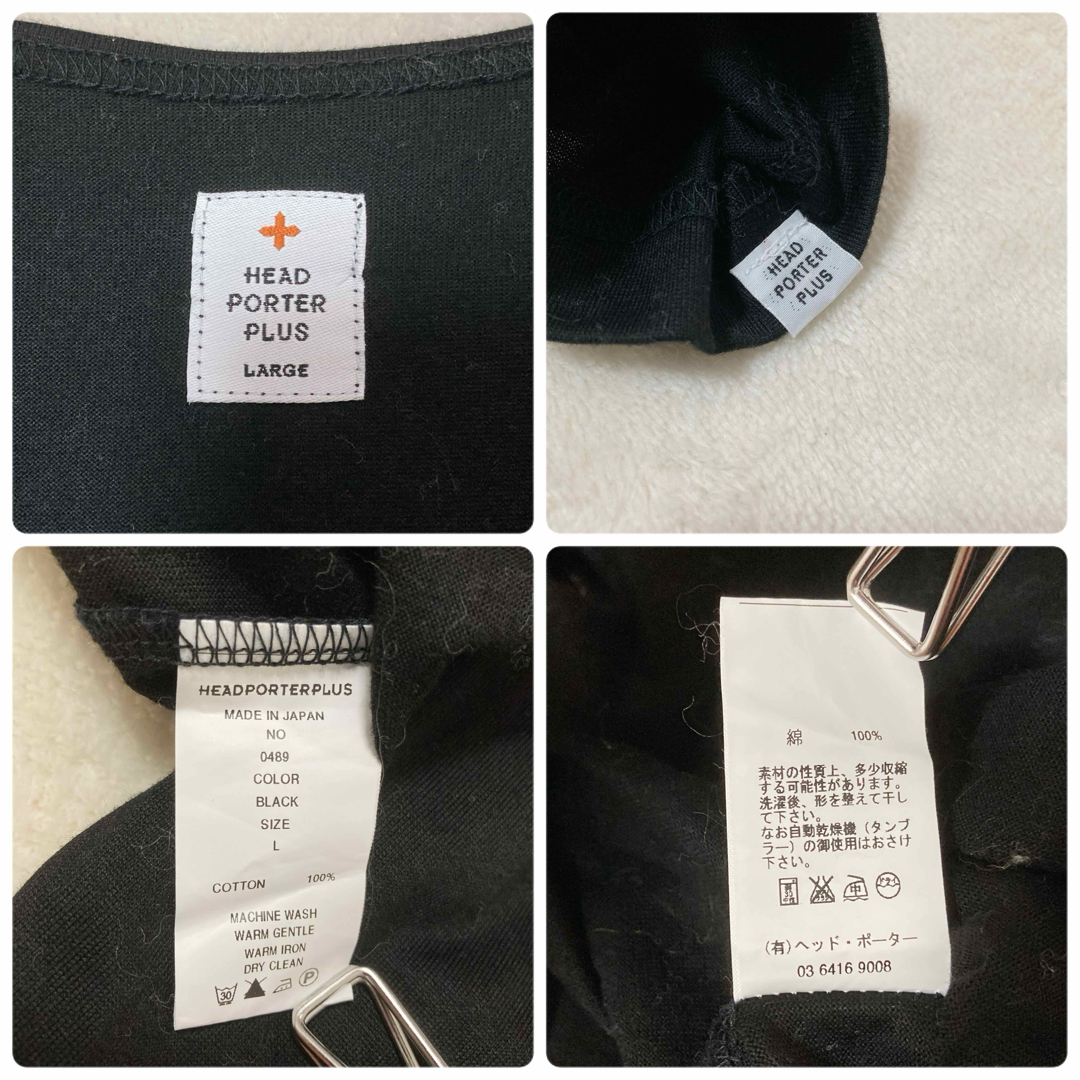 HEAD
PORTER
PLUS
LARGE
HEAD
PORTER
PLUS
HEADPORTERPLUS
MADE IN JAPAN
NO
0489
COLOR
BLACK
SIZE
L
COTTON 100%
MACHINE WASH
WARM GENTLE
WARM IRON
DRY CLEAN
30 P
綿 100%
素材の性質上、多少収縮
する可能性があります。
洗濯後、形を整えて干し
て下さい。
なお自動乾燥機（タンブ
ラー）の御使用はおさけ
下さい。
中 ドライ
(有)ヘッド・ポーター
03 6416 9008